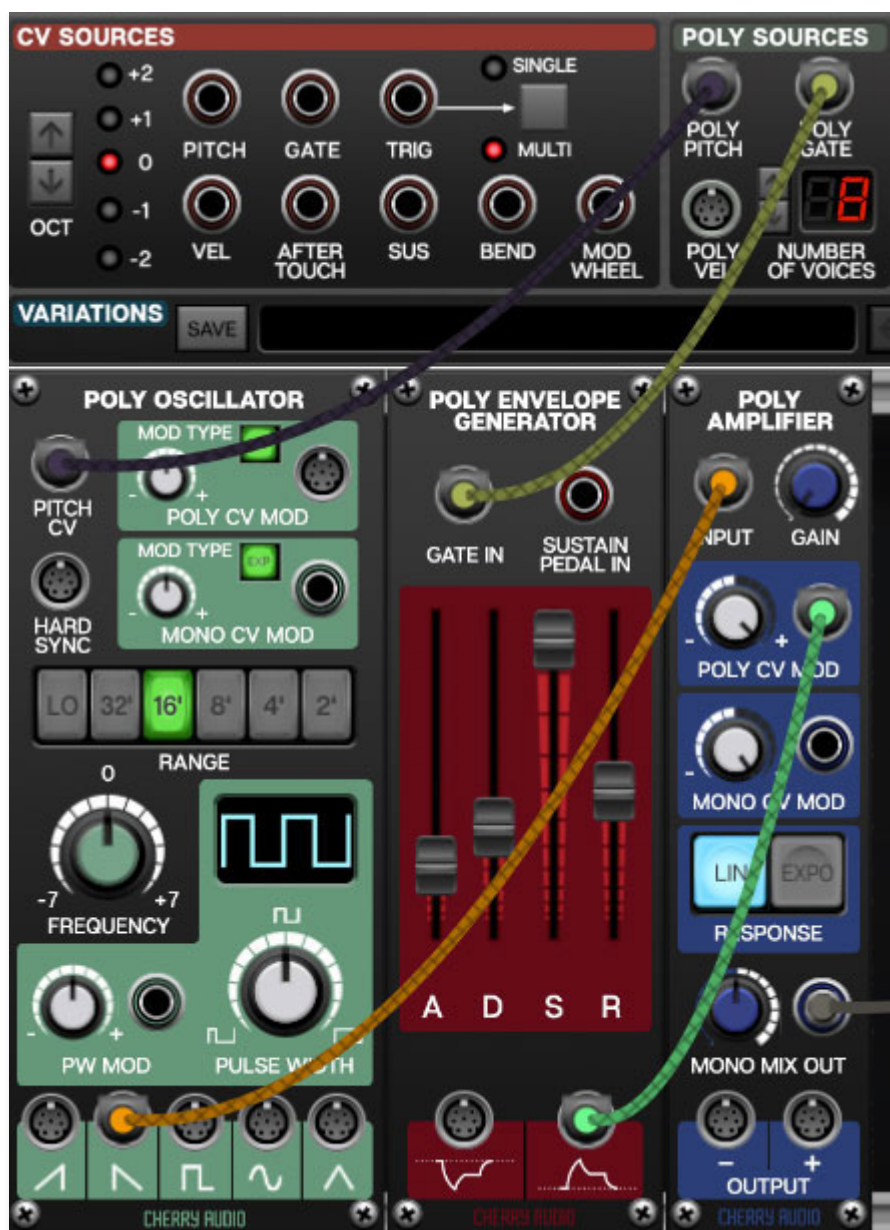 CV SOURCES
POLY SOURCES
+2
+1
0
-1
-2
OCT
PITCH
GATE
TRIG
SINGLE
MULTI
VEL
AFTER
TOUCH
SUS
BEND
MOD
WHEEL
POLY
PITCH
POLY
GATE
POLY
VEL
8
NUMBER
OF VOICES
VARIATIONS
SAVE
POLY OSCILLATOR
MOD TYPE
- +
POLY CV MOD
PITCH
CV
MOD TYPE
EXP
- +
MONO CV MOD
HARD
SYNC
LO 32' 16' 8' 4' 2'
RANGE
0
-7 +7
FREQUENCY
- +
PW MOD
PULSE WIDTH
CHERRY AUDIO
POLY ENVELOPE
GENERATOR
GATE IN
SUSTAIN
PEDAL IN
A D S R
CHERRY AUDIO
POLY
AMPLIFIER
INPUT
GAIN
- +
POLY CV MOD
-
MONO CV MOD
LIN EXPO
RESPONSE
MONO MIX OUT
- +
OUTPUT
CHERRY AUDIO